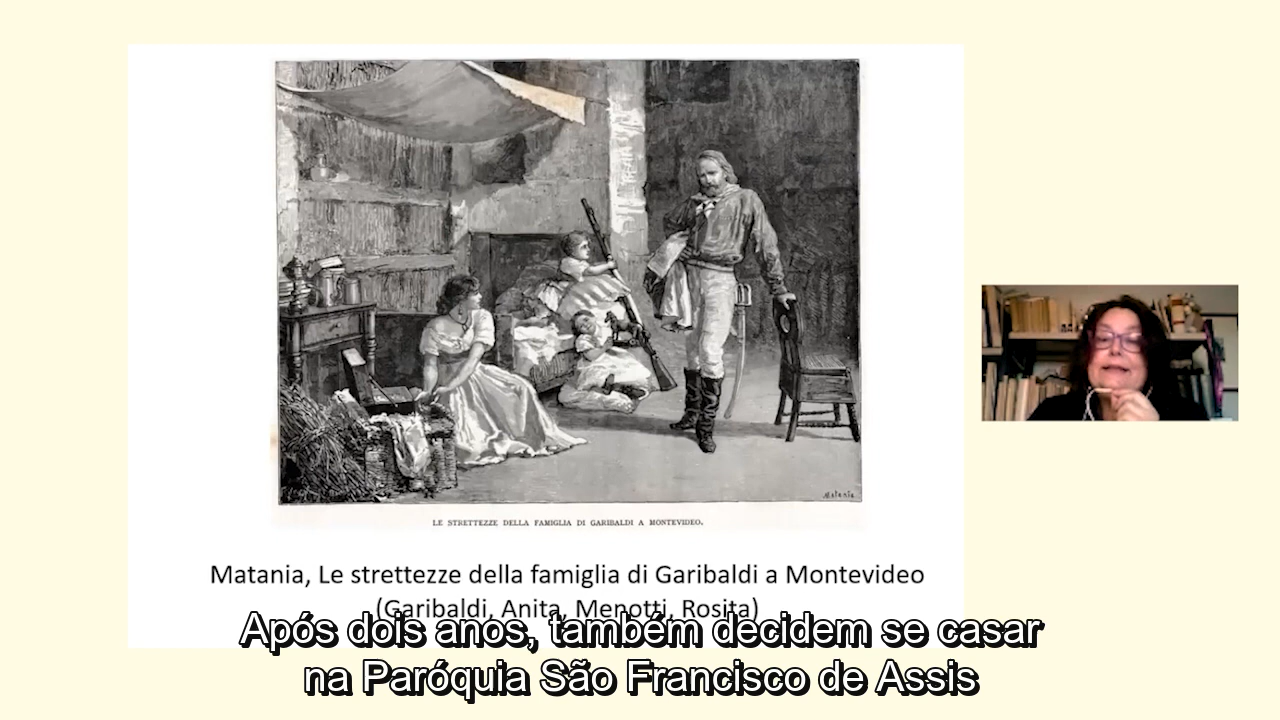 Matania
LE STRETTEZZE DELLA FAMIGLIA DI GARIBALDI A MONTEVIDEO.
Matania, Le strettezze della famiglia di Garibaldi a Montevideo
(Garibaldi, Anita, Menotti, Rosita)
Após dois anos, também decidem se casar
na Paróquia São Francisco de Assis